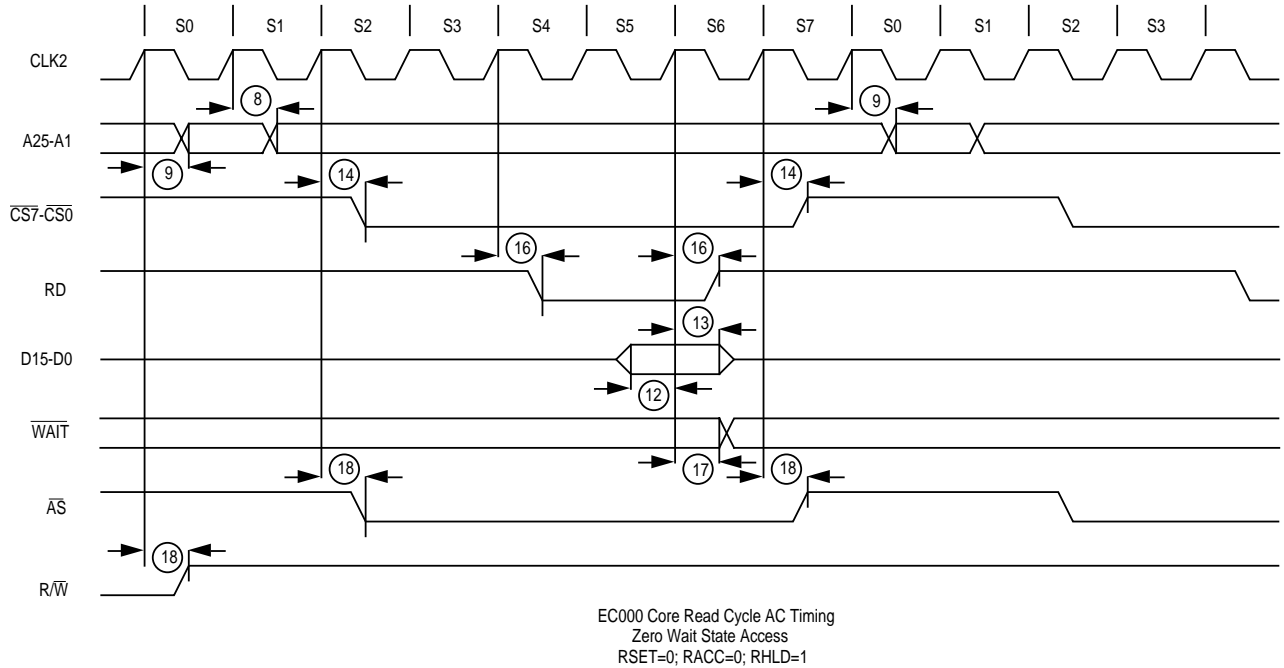 S0 S1 S2 S3 S4 S5 S6 S7 S0 S1 S2 S3
CLK2
8 9
A25-A1
9 14 14
CS7-CS0
16 16
RD
13
D15-D0
12
WAIT
18 17 18
AS
18
R/W
EC000 Core Read Cycle AC Timing
Zero Wait State Access
RSET=0; RACC=0; RHLD=1